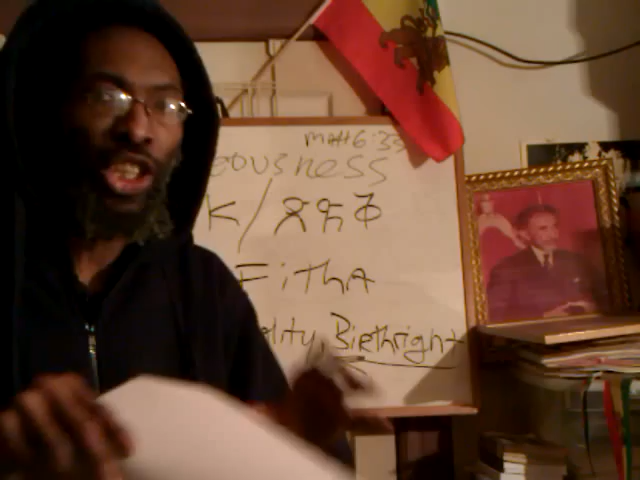 matt 6:33
eousness
K/ጽድቅ
Fitha
ality Birthright